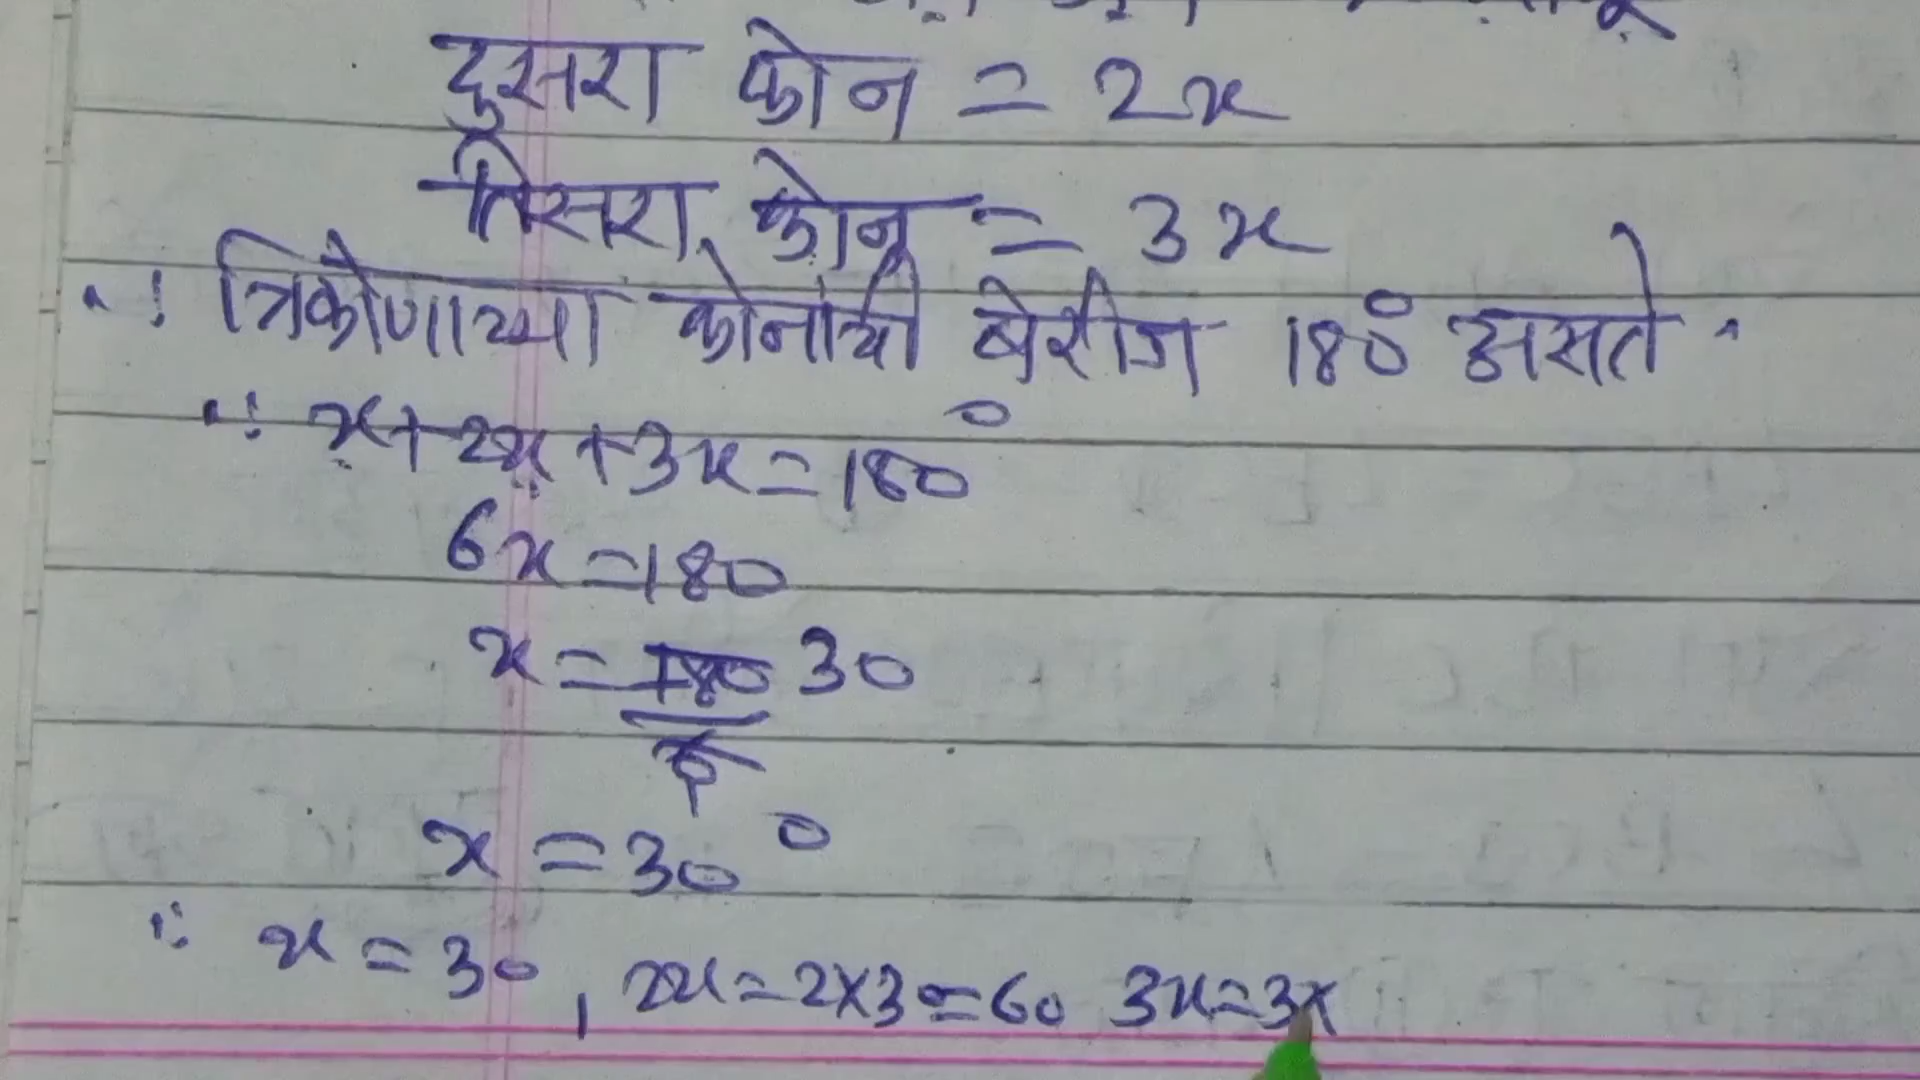 दुसरा कोन = 2x
तिसरा कोन = 3x
∴ त्रिकोणाच्या कोनांची बेरीज 180° असते.
∴ x+2x+3x=180°
6x=180
x=180/6 30
x=30°
∴ x=30, 2x=2×30=60 3x=3×